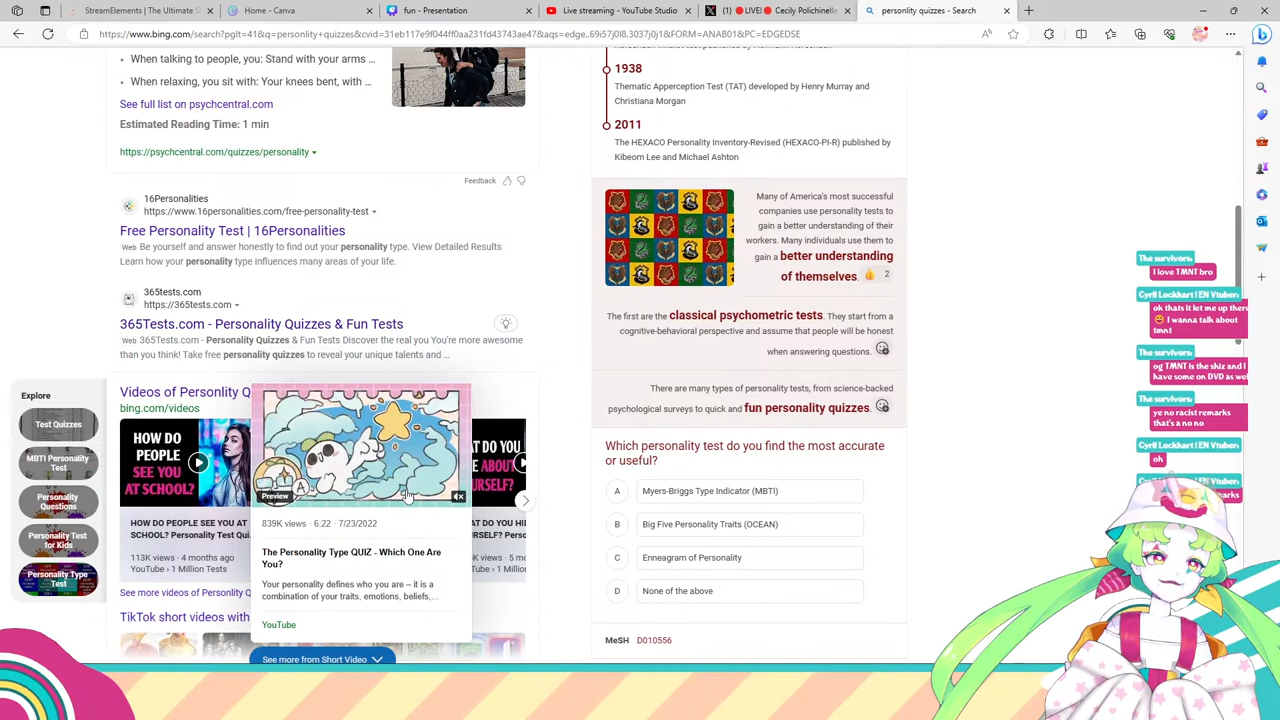 StreamElements
Home - Canva
Presentation
(1) LIVE! Cecily Polichinelle
personlity quizzes - Search
https://www.bing.com/search?pglt=41&q=personlity+quizzes&cvid=31eb117e9f044ff0aa231fd43743ae47&aqs=edge..69i57j0l8.3037j0j1&FORM=ANAB01&PC=EDGEDSE
When talking to people, you: Stand with your arms ...
When relaxing, you sit with: Your knees bent, with ...
See full list on psychcentral.com
Estimated Reading Time: 1 min
https://psychcentral.com/quizzes/personality
Feedback
16Personalities
https://www.16personalities.com/free-personality-test
Free Personality Test | 16Personalities
Web Be yourself and answer honestly to find out your personality type. View Detailed Results
Learn how your personality type influences many areas of your life.
365tests.com
https://365tests.com
365Tests.com - Personality Quizzes & Fun Tests
Web 365Tests.com - Personality Quizzes & Fun Tests Discover the real you You're more awesome
than you think! Take free personality quizzes to reveal your unique talents and ...
Explore
Test Quizzes
MBTI Personality
Test
Personality
Questions
Personality Test
for Kids
Personality Type
Test
Videos of Personlity Q
bing.com/videos
HOW DO
PEOPLE
SEE YOU
AT SCHOOL?
HOW DO PEOPLE SEE YOU AT
SCHOOL? Personality Test Qui...
113K views · 4 months ago
YouTube › 1 Million Tests
See more videos of Personlity Q
TikTok short videos with
A
Preview
839K views · 6:22 · 7/23/2022
The Personality Type QUIZ - Which One Are
You?
Your personality defines who you are – it is a
combination of your traits, emotions, beliefs,...
YouTube
See more from Short Video
1938
Thematic Apperception Test (TAT) developed by Henry Murray and
Christiana Morgan
2011
The HEXACO Personality Inventory-Revised (HEXACO-PI-R) published by
Kibeom Lee and Michael Ashton
Many of America's most successful
companies use personality tests to
gain a better understanding of their
workers. Many individuals use them to
gain a better understanding
of themselves.
2
The first are the classical psychometric tests. They start from a
cognitive-behavioral perspective and assume that people will be honest
when answering questions.
There are many types of personality tests, from science-backed
psychological surveys to quick and fun personality quizzes.
Which personality test do you find the most accurate
or useful?
A Myers-Briggs Type Indicator (MBTI)
B Big Five Personality Traits (OCEAN)
C Enneagram of Personality
D None of the above
MeSH D010556
The survivors:
I love TMNT bro
Cyril Lockhart | EN Vtuber:
ok thats it let me up there
I wanna talk about
tmnt
The survivors:
og TMNT is the shiz and I
have some on DVD as wel
The survivors:
ye no racist remarks
that's a no no
Cyril Lockhart | EN Vtuber:
oh